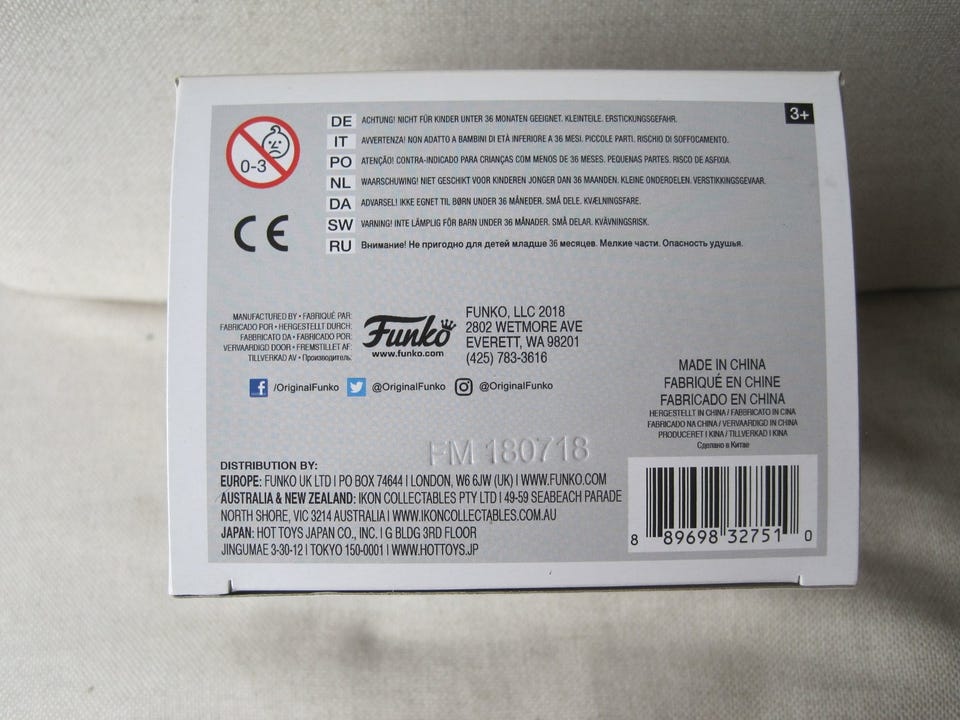 3+
0-3
DE ACHTUNG! NICHT FÜR KINDER UNTER 36 MONATEN GEEIGNET. KLEINTEILE. ERSTICKUNGSGEFAHR.
IT AVVERTENZA! NON ADATTO A BAMBINI DI ETÀ INFERIORE A 36 MESI. PICCOLE PARTI. RISCHIO DI SOFFOCAMENTO.
PO ATENÇÃO! CONTRA-INDICADO PARA CRIANÇAS COM MENOS DE 36 MESES. PEQUENAS PARTES. RISCO DE ASFIXIA.
NL WAARSCHUWING! NIET GESCHIKT VOOR KINDEREN JONGER DAN 36 MAANDEN. KLEINE ONDERDELEN. VERSTIKKINGSGEVAAR.
DA ADVARSEL! IKKE EGNET TIL BØRN UNDER 36 MÅNEDER. SMÅ DELE. KVÆLNINGSFARE.
SW VARNING! INTE LÄMPLIG FÖR BARN UNDER 36 MÅNADER. SMÅ DELAR. KVÄVNINGSRISK.
RU Внимание! Не пригодно для детей младше 36 месяцев. Мелкие части. Опасность удушья.
CE
MANUFACTURED BY • FABRIQUÉ PAR:
FABRICADO POR • HERGESTELLT DURCH:
FABBRICATO DA • FABRICADO POR:
VERVAARDIGD DOOR • FREMSTILLET AF:
TILLVERKAD AV • Производитель:
Funko
www.funko.com
FUNKO, LLC 2018
2802 WETMORE AVE
EVERETT, WA 98201
(425) 783-3616
/OriginalFunko @OriginalFunko @OriginalFunko
MADE IN CHINA
FABRIQUÉ EN CHINE
FABRICADO EN CHINA
HERGESTELLT IN CHINA / FABBRICATO IN CINA
FABRICADO NA CHINA / VERVAARDIGD IN CHINA
PRODUCERET I KINA / TILLVERKAD I KINA
Сделано в Китае
FM 180718
DISTRIBUTION BY:
EUROPE: FUNKO UK LTD I PO BOX 74644 I LONDON, W6 6JW (UK) I WWW.FUNKO.COM
AUSTRALIA & NEW ZEALAND: IKON COLLECTABLES PTY LTD I 49-59 SEABEACH PARADE
NORTH SHORE, VIC 3214 AUSTRALIA I WWW.IKONCOLLECTABLES.COM.AU
JAPAN: HOT TOYS JAPAN CO., INC. I G BLDG 3RD FLOOR
JINGUMAE 3-30-12 I TOKYO 150-0001 I WWW.HOTTOYS.JP
8 89698 32751 0